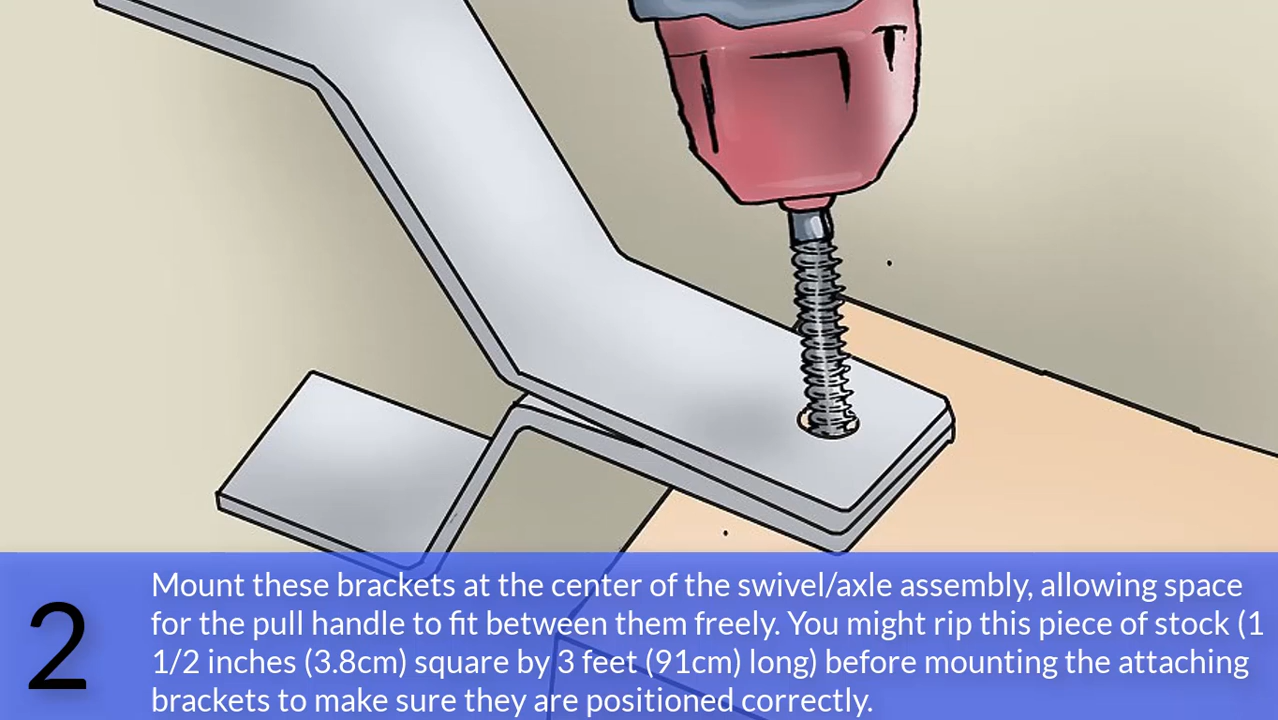 2
Mount these brackets at the center of the swivel/axle assembly, allowing space
for the pull handle to fit between them freely. You might rip this piece of stock (1
1/2 inches (3.8cm) square by 3 feet (91cm) long) before mounting the attaching
brackets to make sure they are positioned correctly.